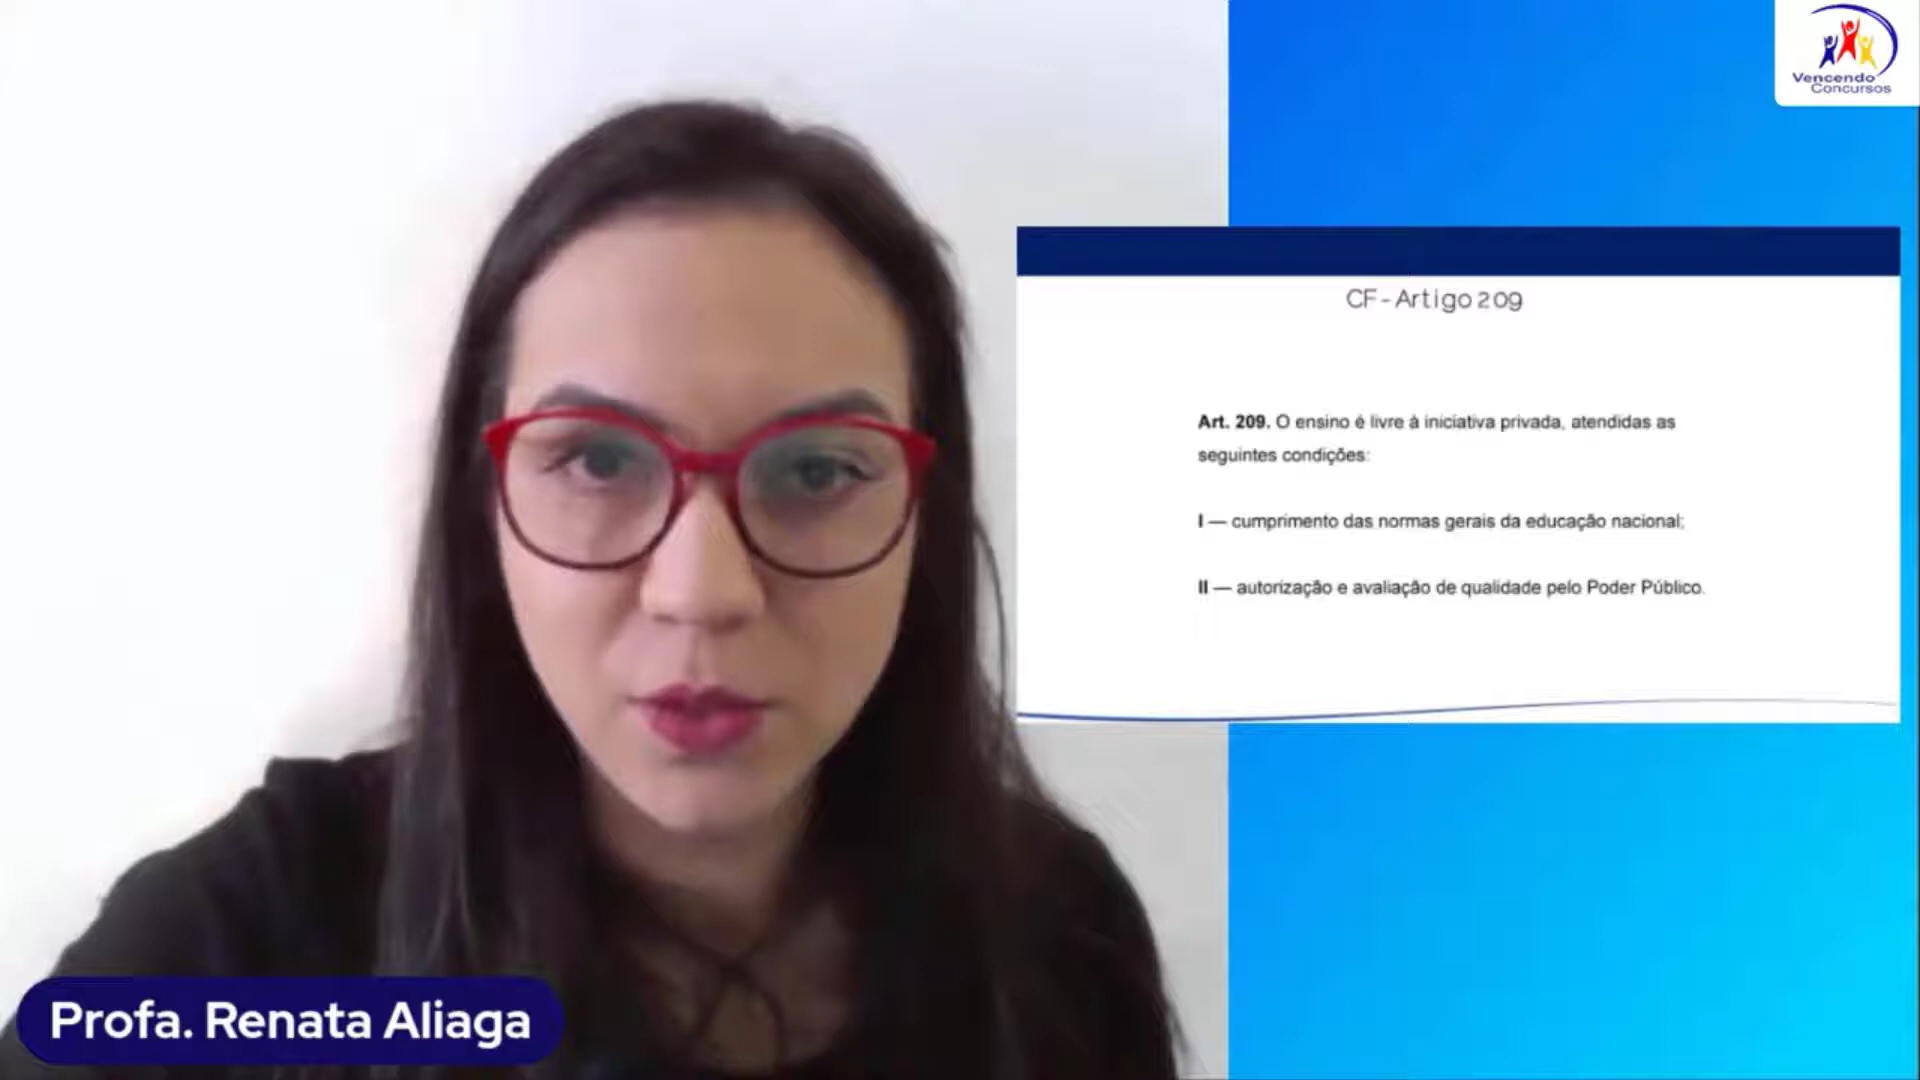 Vencendo
Concursos
CF - Artigo 209
Art. 209. O ensino é livre à iniciativa privada, atendidas as
seguintes condições:
I — cumprimento das normas gerais da educação nacional;
II — autorização e avaliação de qualidade pelo Poder Público.
Profa. Renata Aliaga